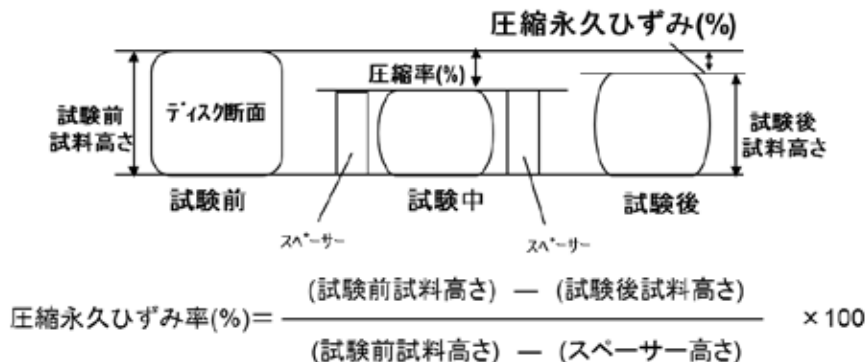 圧縮永久ひずみ(%)
圧縮率(%)
試験前
試料高さ
ディスク断面
試験後
試料高さ
試験前
試験中
試験後
スペーサー
スペーサー
圧縮永久ひずみ率(%)=
(試験前試料高さ) — (試験後試料高さ)
(試験前試料高さ) — (スペーサー高さ)
×100